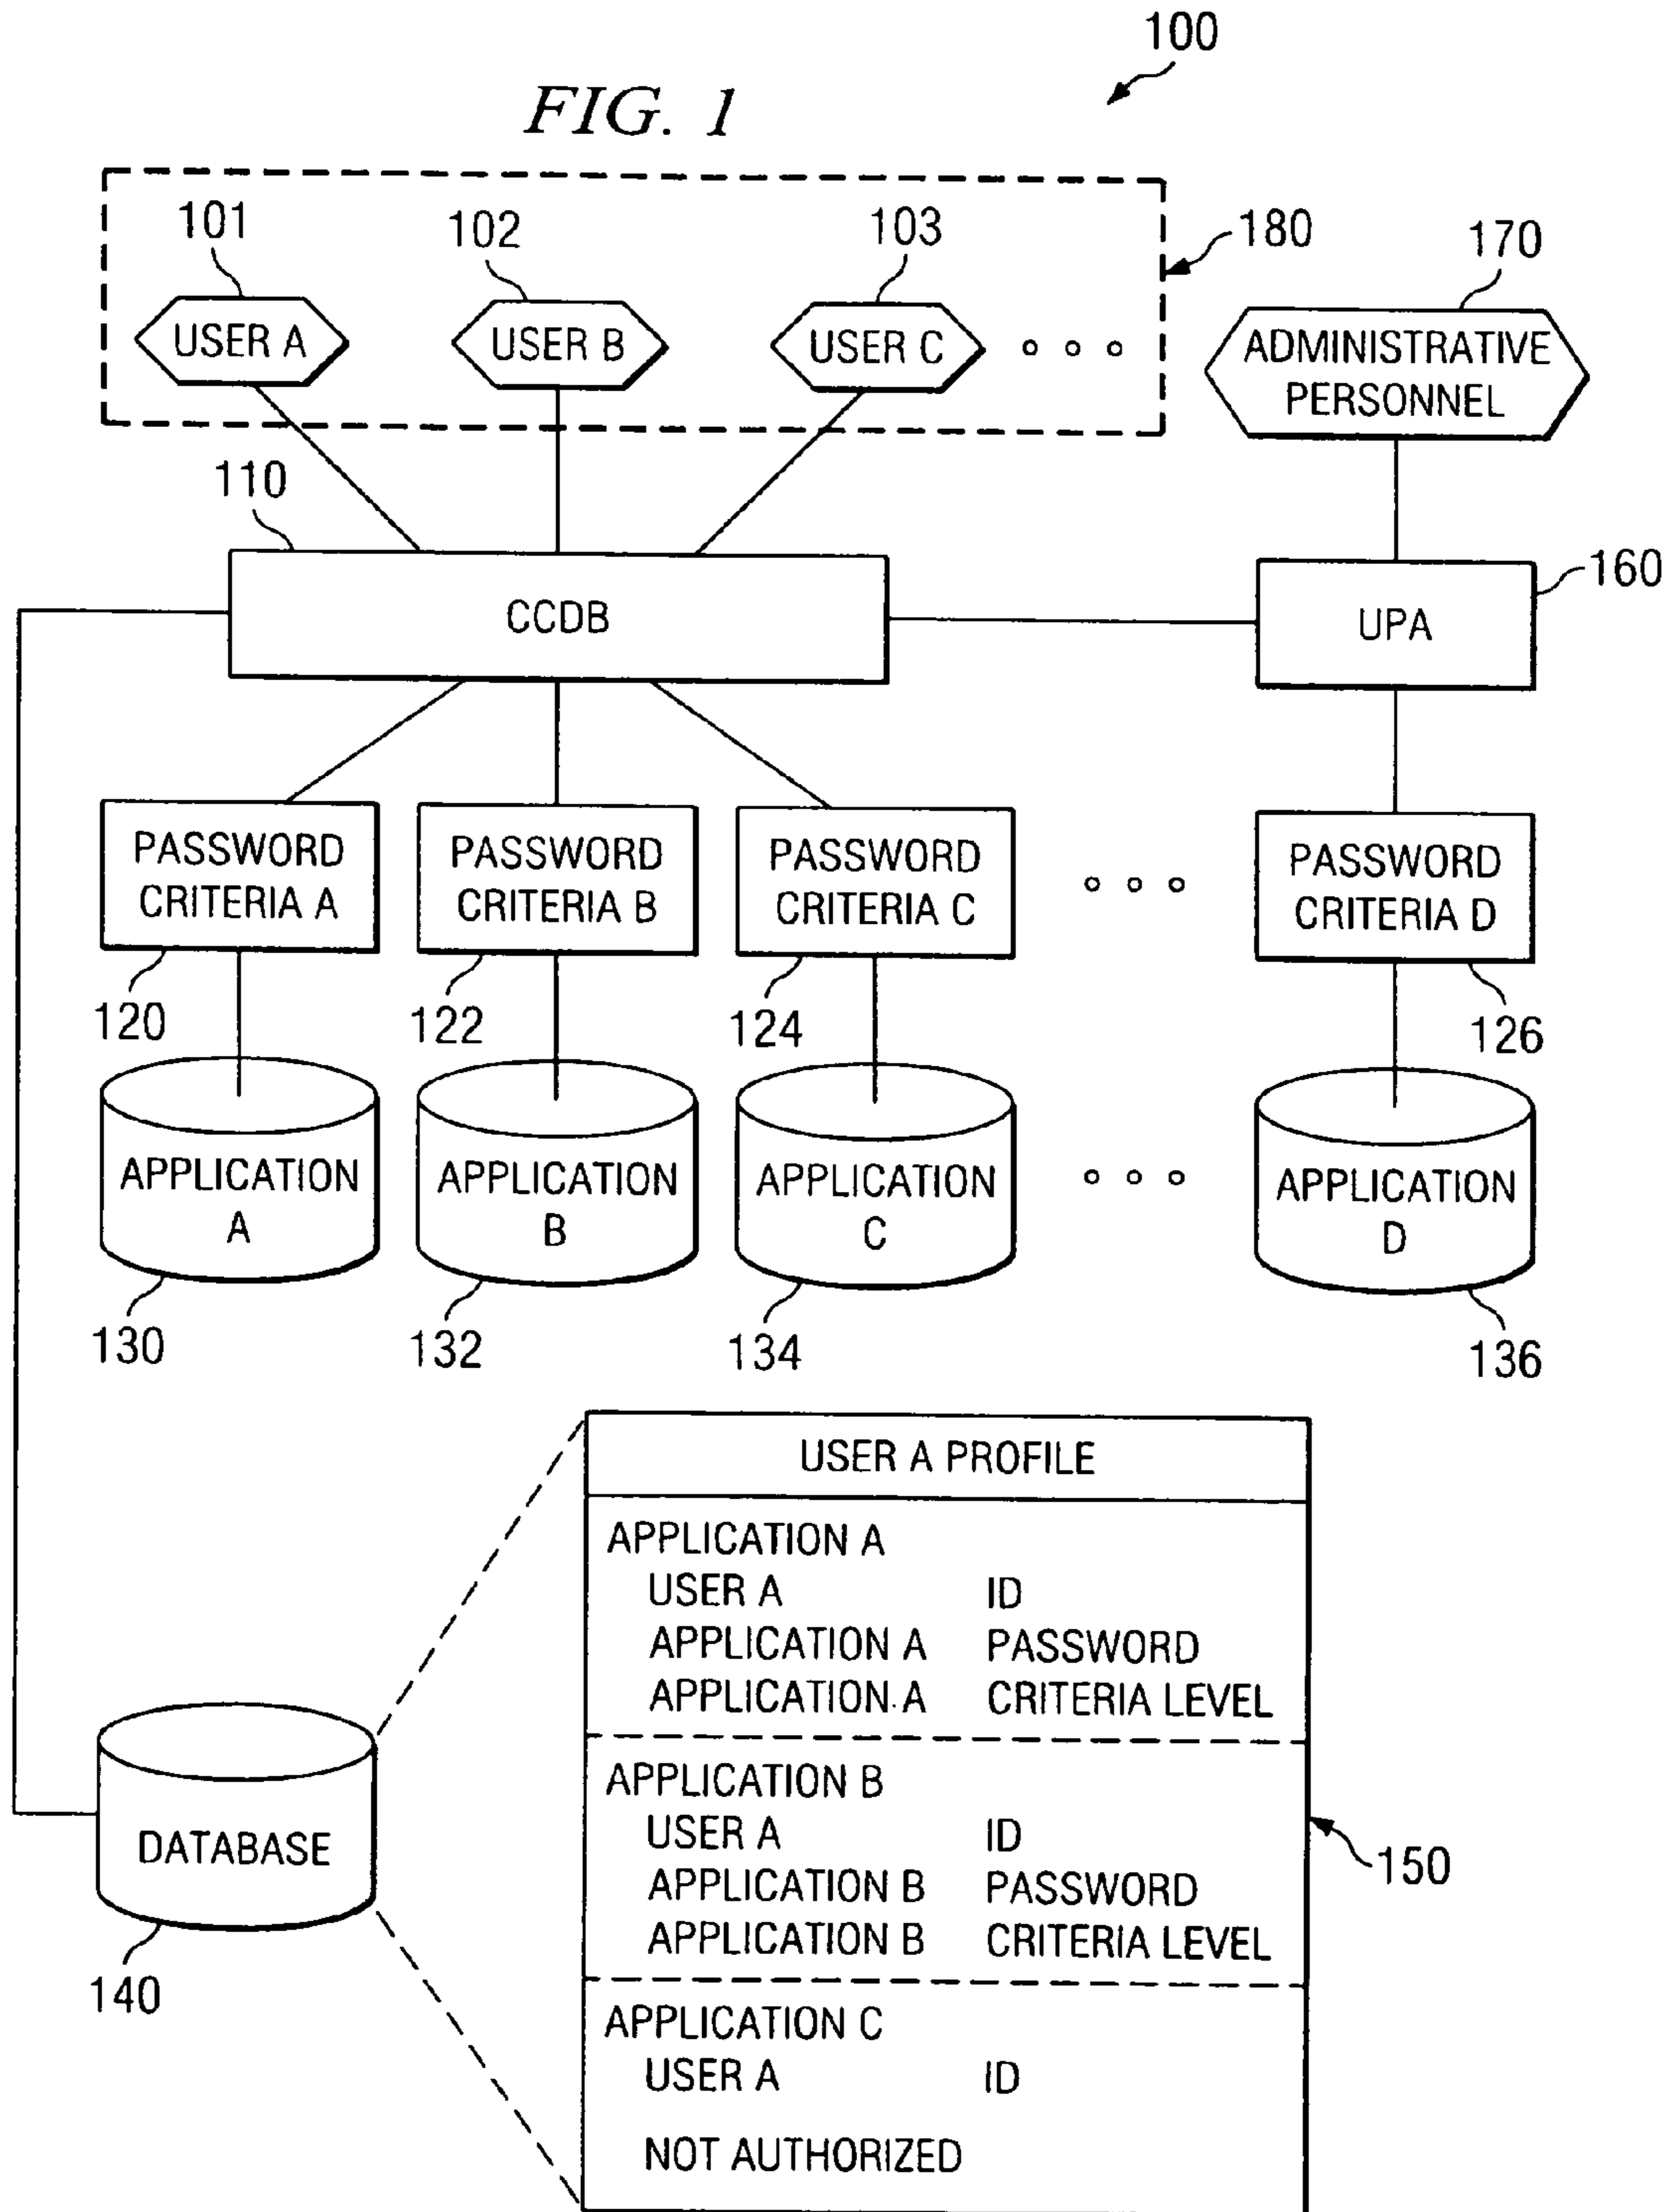 100
FIG. 1
101
102
103
180
170
USER A
USER B
USER C
ADMINISTRATIVE
PERSONNEL
110
CCDB
UPA
160
PASSWORD
CRITERIA A
PASSWORD
CRITERIA B
PASSWORD
CRITERIA C
PASSWORD
CRITERIA D
120
122
124
126
APPLICATION
A
APPLICATION
B
APPLICATION
C
APPLICATION
D
130
132
134
136
USER A PROFILE
APPLICATION A
USER A ID
APPLICATION A PASSWORD
APPLICATION A CRITERIA LEVEL
APPLICATION B
USER A ID
APPLICATION B PASSWORD
APPLICATION B CRITERIA LEVEL
APPLICATION C
USER A ID
NOT AUTHORIZED
150
DATABASE
140